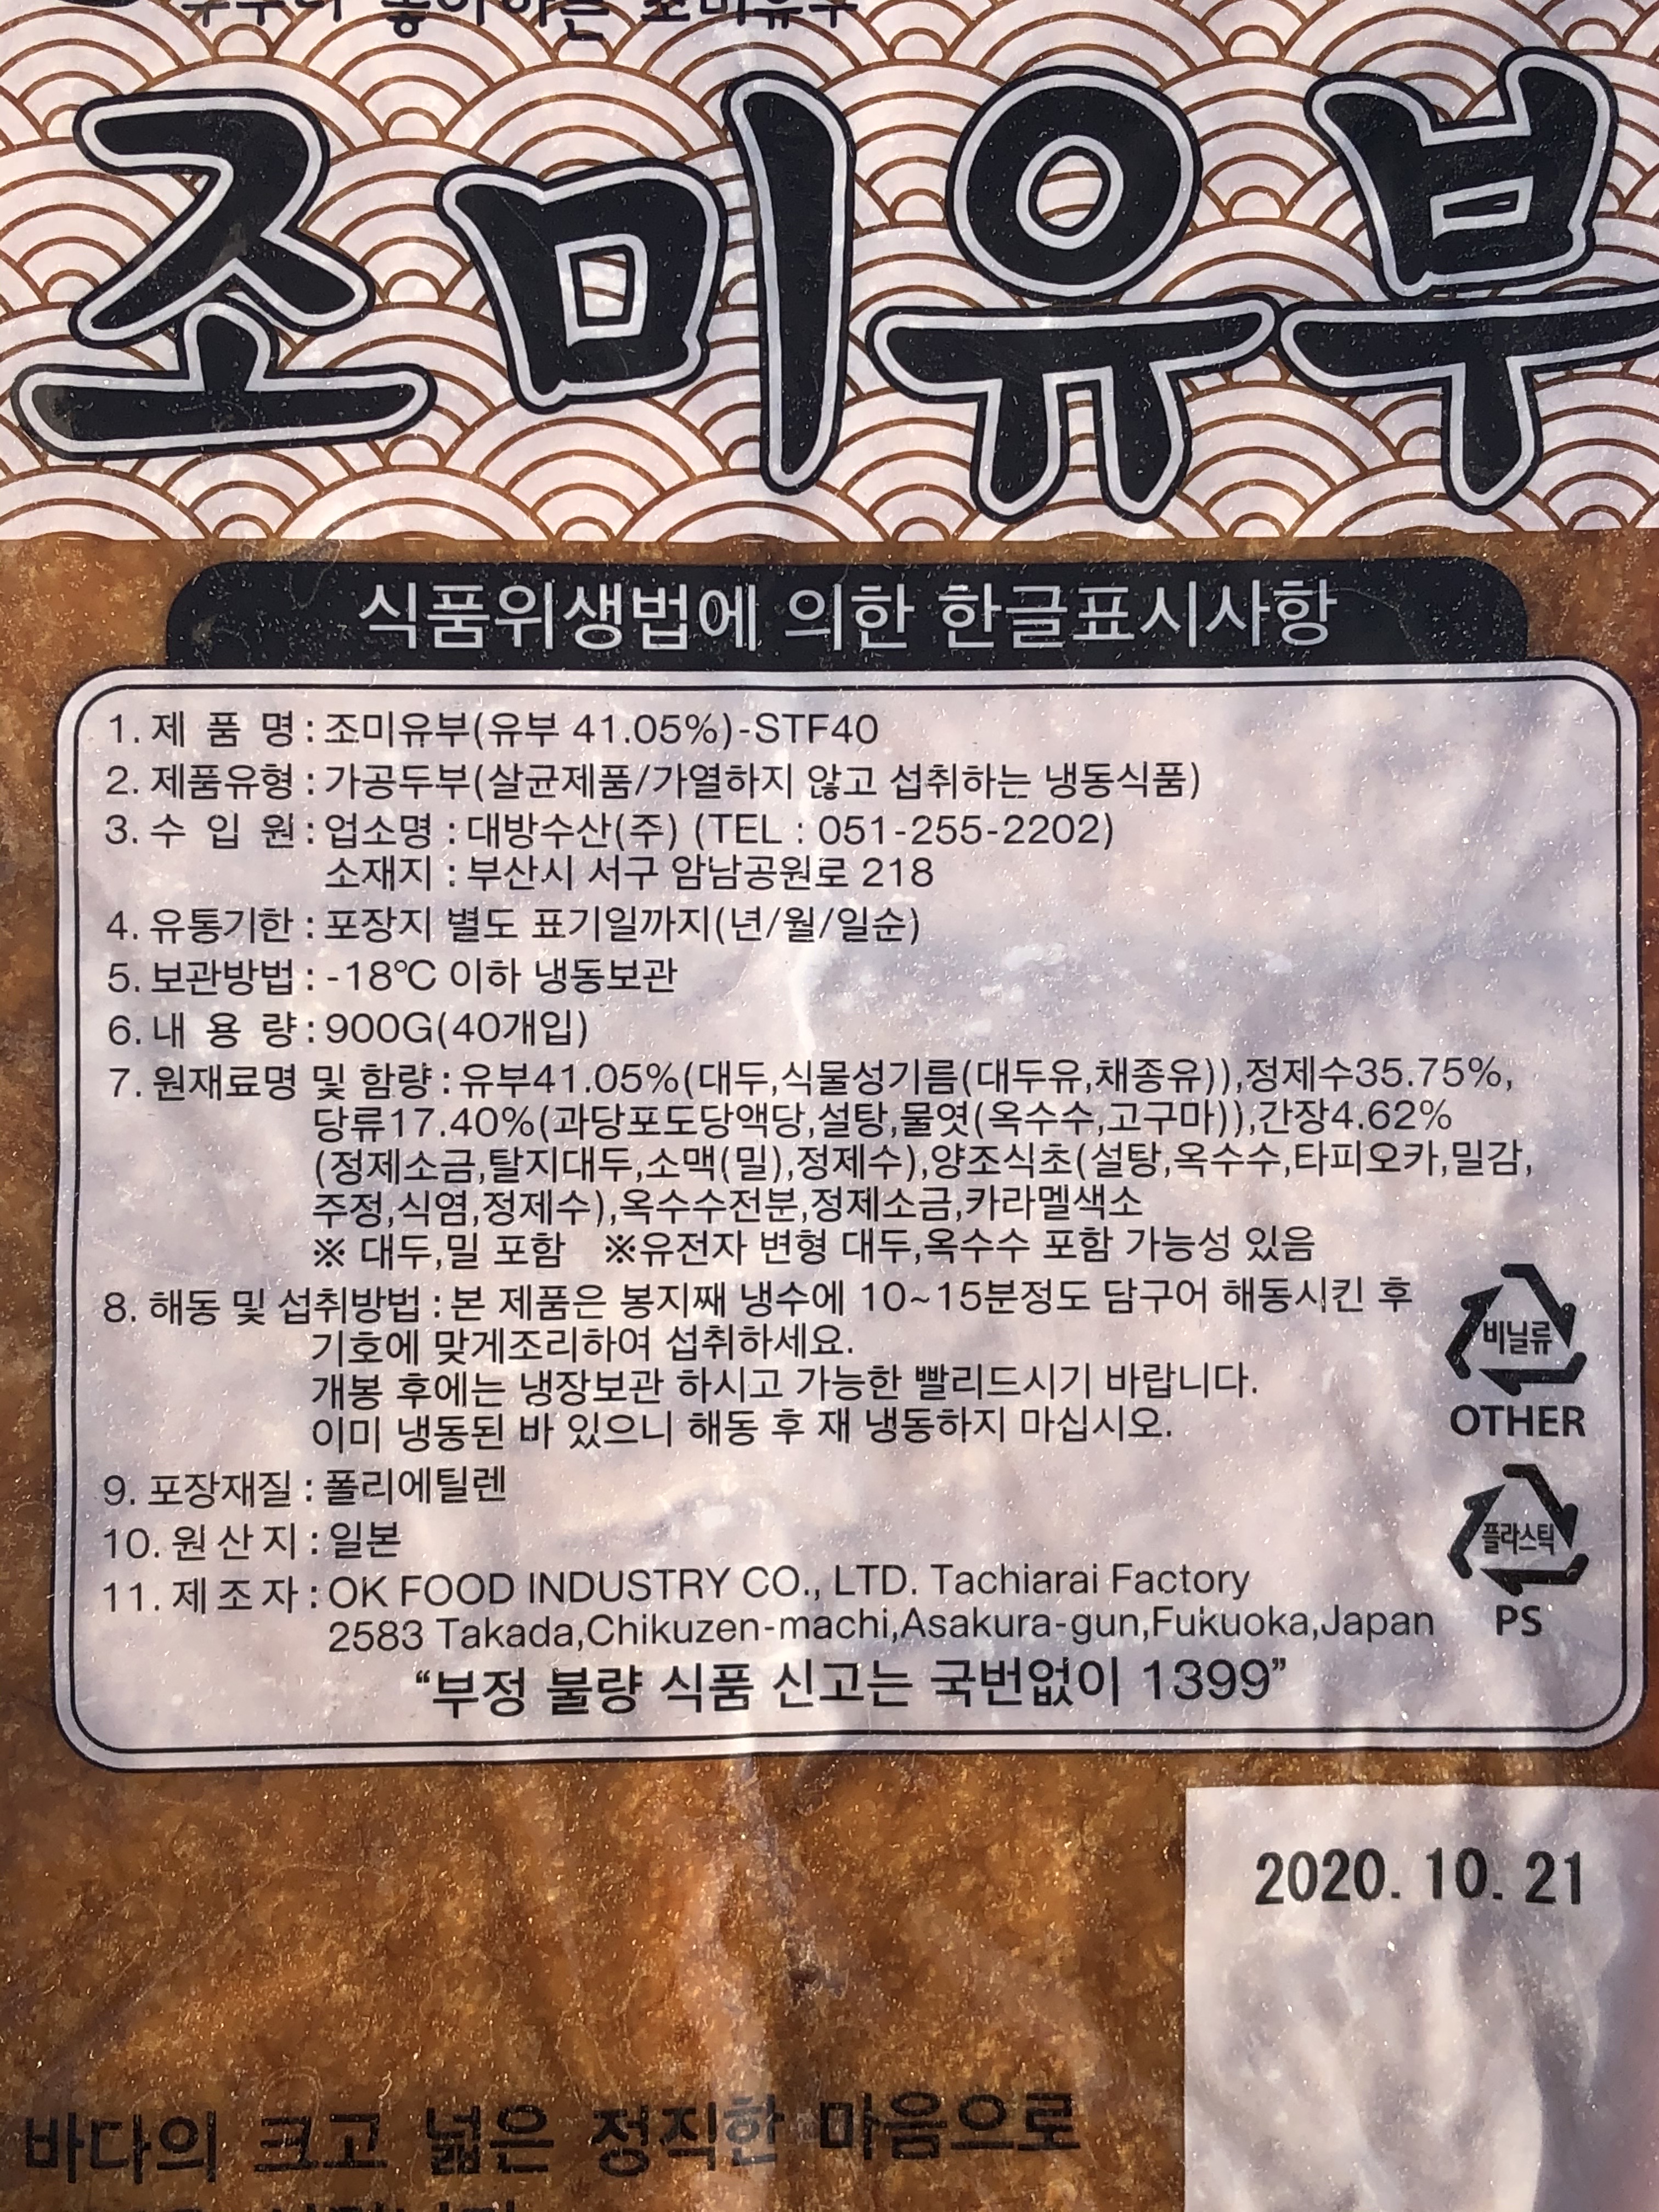 좋아하는 조미유부
조미유부
식품위생법에 의한 한글표시사항
1. 제 품 명 : 조미유부(유부 41.05%)-STF40
2. 제품유형 : 가공두부(살균제품/가열하지 않고 섭취하는 냉동식품)
3. 수 입 원 : 업소명 : 대방수산(주) (TEL : 051-255-2202)
소재지 : 부산시 서구 암남공원로 218
4. 유통기한 : 포장지 별도 표기일까지(년/월/일순)
5. 보관방법 : -18℃ 이하 냉동보관
6. 내 용 량 : 900G(40개입)
7. 원재료명 및 함량 : 유부41.05%(대두,식물성기름(대두유,채종유)),정제수35.75%,
당류17.40%(과당포도당액당,설탕,물엿(옥수수,고구마)),간장4.62%
(정제소금,탈지대두,소맥(밀),정제수),양조식초(설탕,옥수수,타피오카,밀감,
주정,식염,정제수),옥수수전분,정제소금,카라멜색소
※ 대두,밀 포함 ※유전자 변형 대두,옥수수 포함 가능성 있음
8. 해동 및 섭취방법 : 본 제품은 봉지째 냉수에 10~15분정도 담구어 해동시킨 후
기호에 맞게조리하여 섭취하세요.
개봉 후에는 냉장보관 하시고 가능한 빨리드시기 바랍니다.
이미 냉동된 바 있으니 해동 후 재 냉동하지 마십시오.
비닐류
OTHER
9. 포장재질 : 폴리에틸렌
10. 원 산 지 : 일본
11. 제 조 자 : OK FOOD INDUSTRY CO., LTD. Tachiarai Factory
2583 Takada,Chikuzen-machi,Asakura-gun,Fukuoka,Japan
플라스틱
PS
“부정 불량 식품 신고는 국번없이 1399”
2020. 10. 21
바다의 크고 넓은 정직한 마음으로